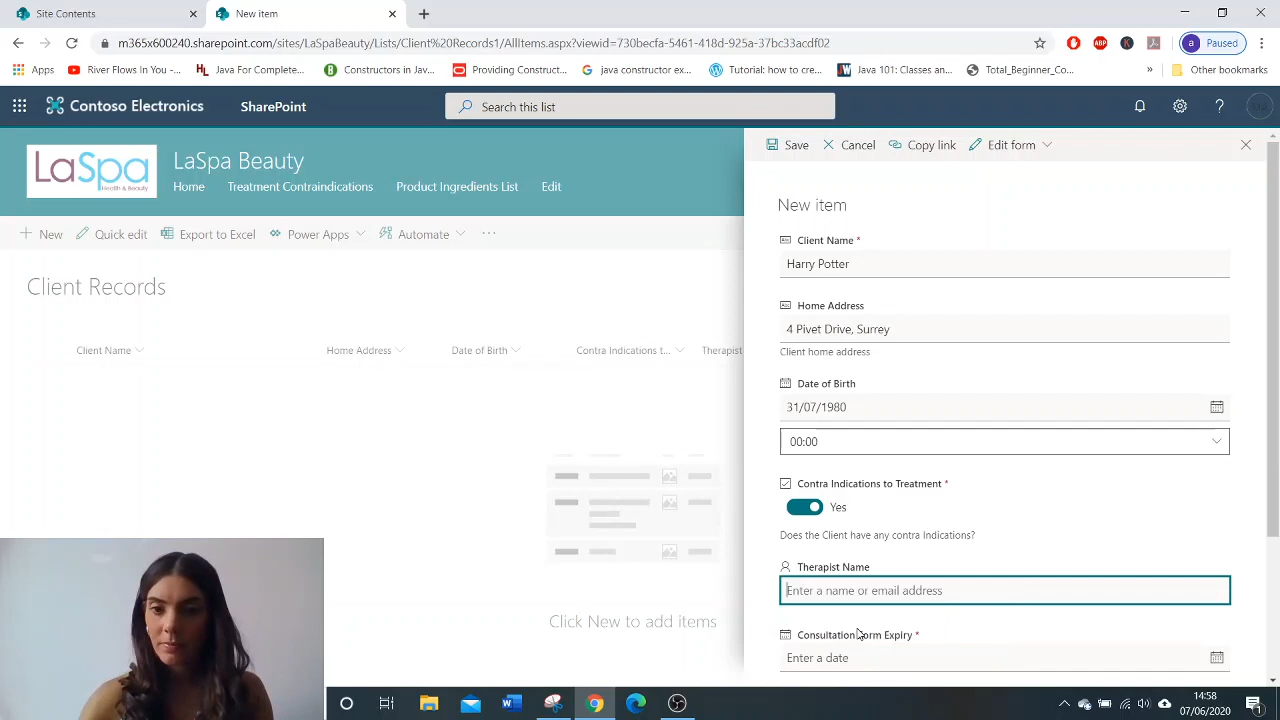 Site Contents
New item
m365x600240.sharepoint.com/sites/LaSpaBeauty/Lists/Client%20Records1/AllItems.aspx?viewid=730becfa-5461-418d-925a-37bc33acdf02
ABP
K
a
Paused
Apps
River Flows In You -...
Java For Complete...
Constructors in Jav...
Providing Construct...
java constructor ex...
Tutorial: How to cre...
Java 101: Classes an...
Total_Beginner_Co...
»
Other bookmarks
Contoso Electronics
SharePoint
Search this list
LaSpa
Health & Beauty
LaSpa Beauty
Home
Treatment Contraindications
Product Ingredients List
Edit
New
Quick edit
Export to Excel
Power Apps
Automate
...
Client Records
Client Name
Home Address
Date of Birth
Contra Indications t...
Therapist
Click New to add items
Save
Cancel
Copy link
Edit form
New item
Client Name *
Harry Potter
Home Address
4 Pivet Drive, Surrey
Client home address
Date of Birth
31/07/1980
00:00
Contra Indications to Treatment *
Yes
Does the Client have any contra Indications?
Therapist Name
Enter a name or email address
Consultation Form Expiry *
Enter a date
14:58
07/06/2020